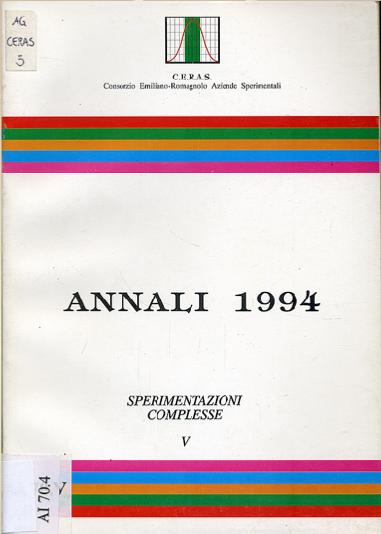 AG
CERAS
5
C.E.R.A.S.
Consorzio Emiliano-Romagnolo Aziende Sperimentali
ANNALI 1994
SPERIMENTAZIONI
COMPLESSE
V
V
AI 70.4